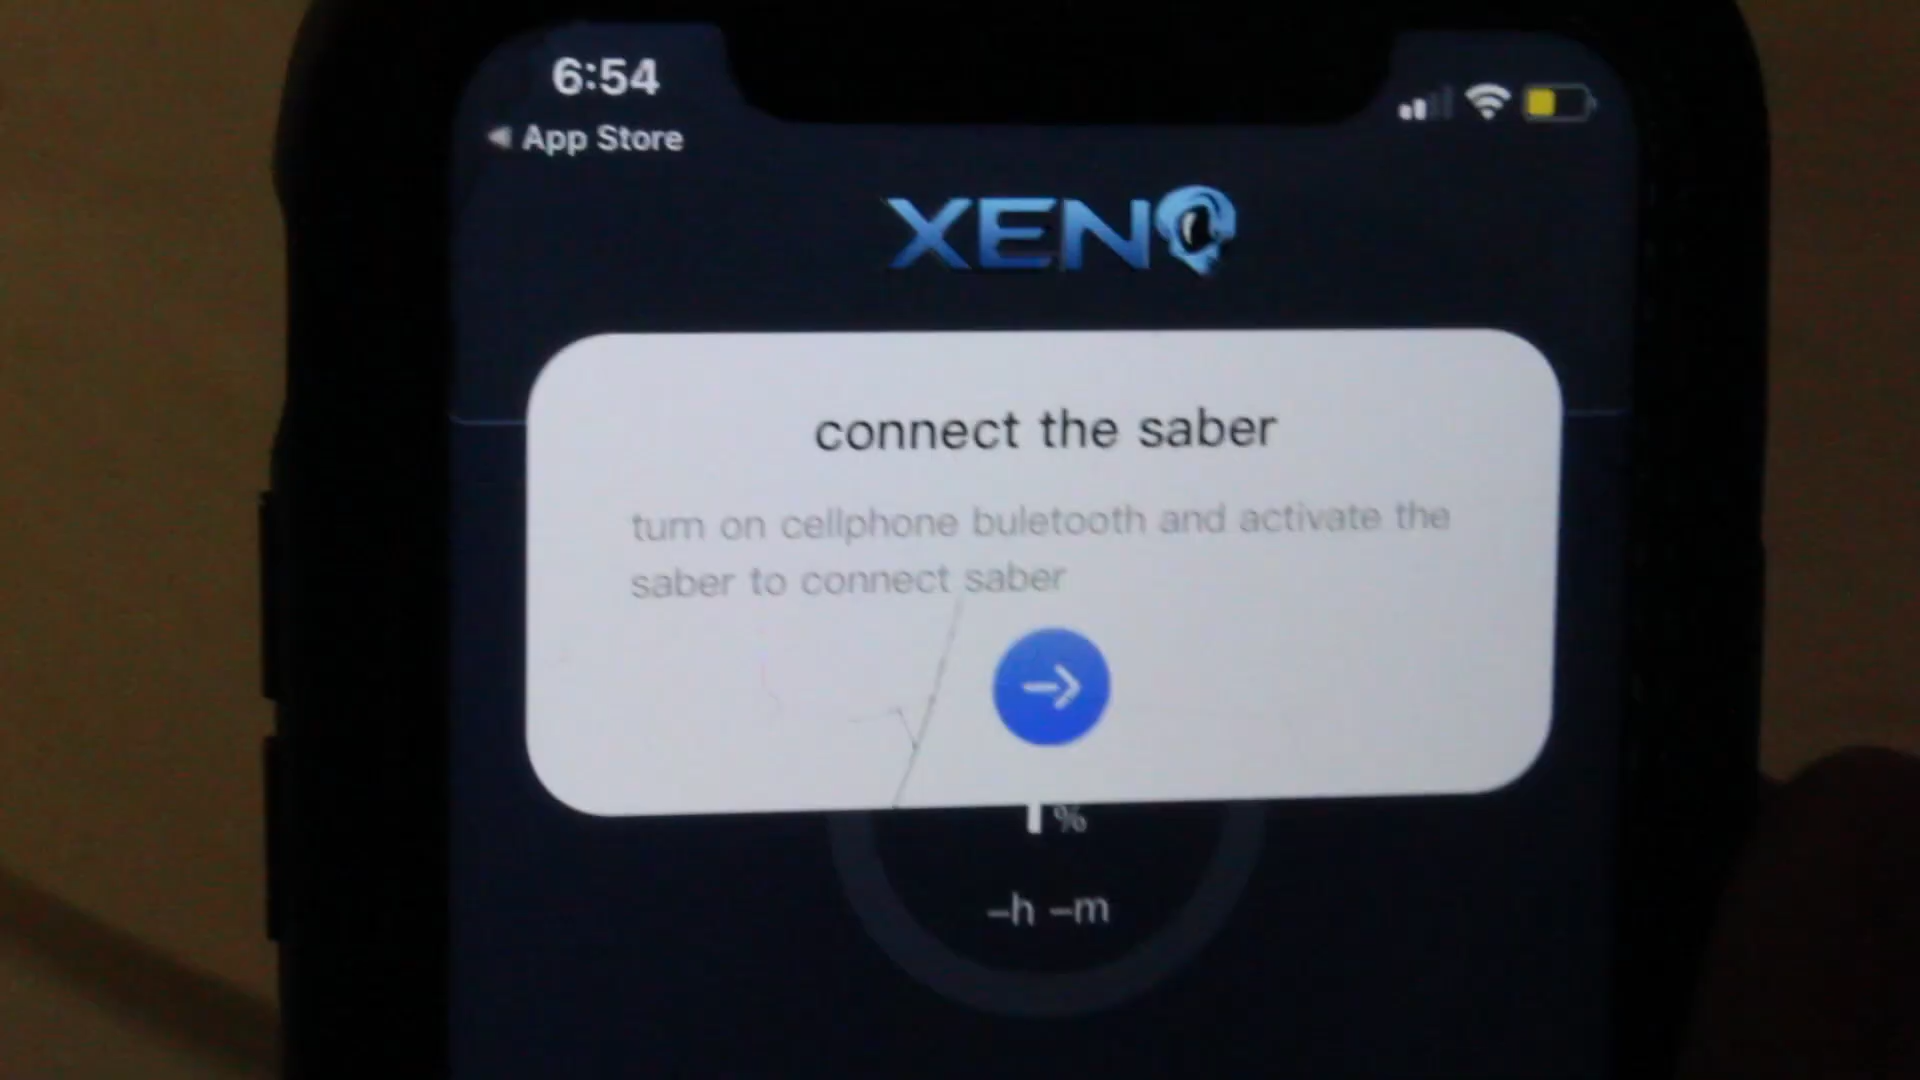 6:54
App Store
XENO
connect the saber
turn on cellphone buletooth and activate the
saber to connect saber
%
–h –m